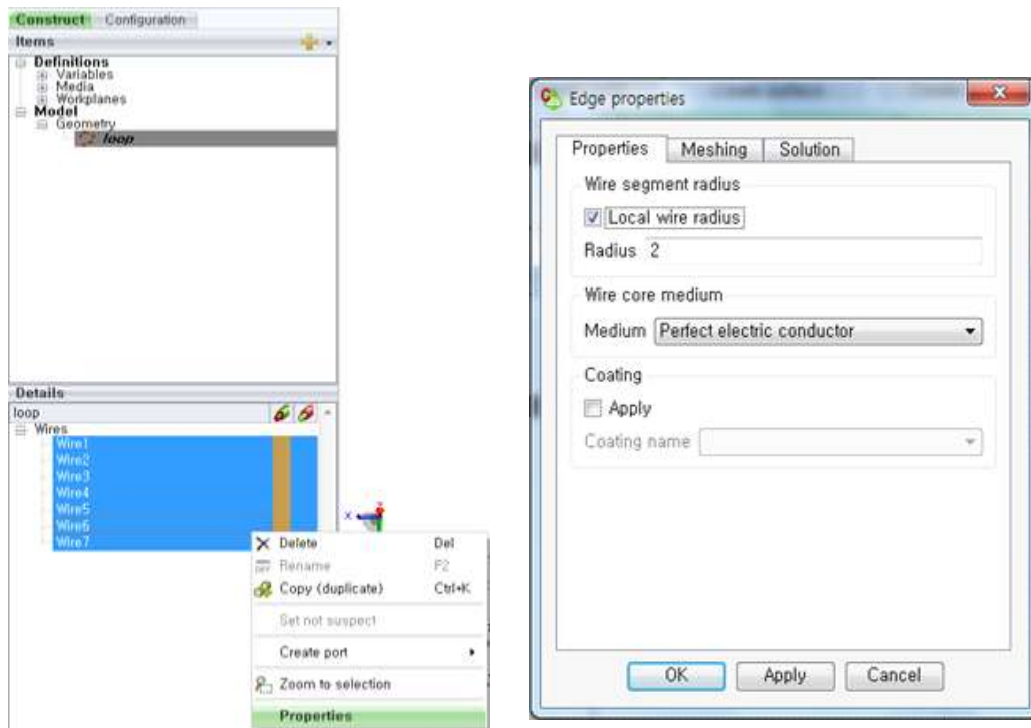 Construct Configuration
Items
Definitions
Variables
Media
Workplanes
Model
Geometry
loop
Details
loop
Wires
Wire1
Wire2
Wire3
Wire4
Wire5
Wire6
Wire7
X
Z
Delete Del
Rename F2
Copy (duplicate) Ctrl+K
Set not suspect
Create port
Zoom to selection
Properties
Edge properties
Properties Meshing Solution
Wire segment radius
Local wire radius
Radius 2
Wire core medium
Medium Perfect electric conductor
Coating
Apply
Coating name
OK Apply Cancel